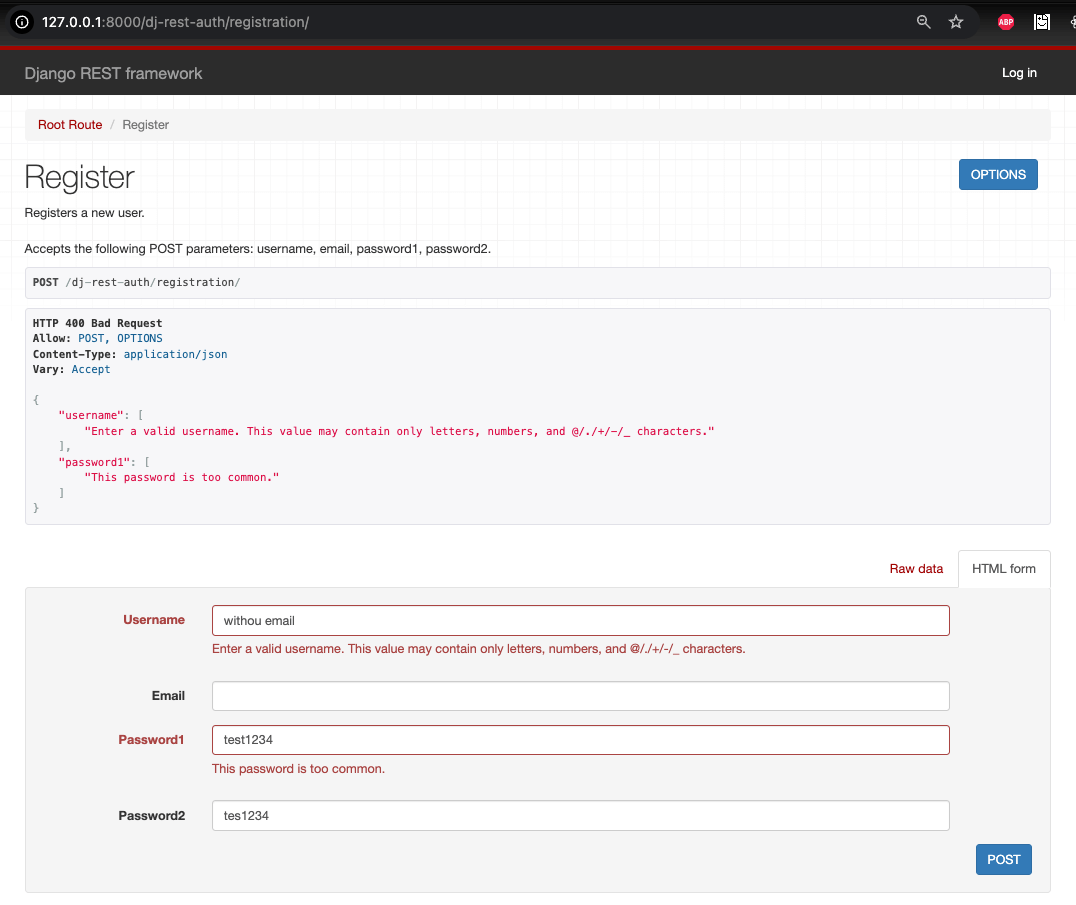 127.0.0.1:8000/dj-rest-auth/registration/
ABP
Django REST framework
Log in
Root Route / Register
Register
OPTIONS
Registers a new user.
Accepts the following POST parameters: username, email, password1, password2.
POST /dj-rest-auth/registration/
HTTP 400 Bad Request
Allow: POST, OPTIONS
Content-Type: application/json
Vary: Accept
{
"username": [
"Enter a valid username. This value may contain only letters, numbers, and @/./+/-/_ characters."
],
"password1": [
"This password is too common."
]
}
Raw data
HTML form
Username
withou email
Enter a valid username. This value may contain only letters, numbers, and @/./+/-/_ characters.
Email
Password1
test1234
This password is too common.
Password2
tes1234
POST